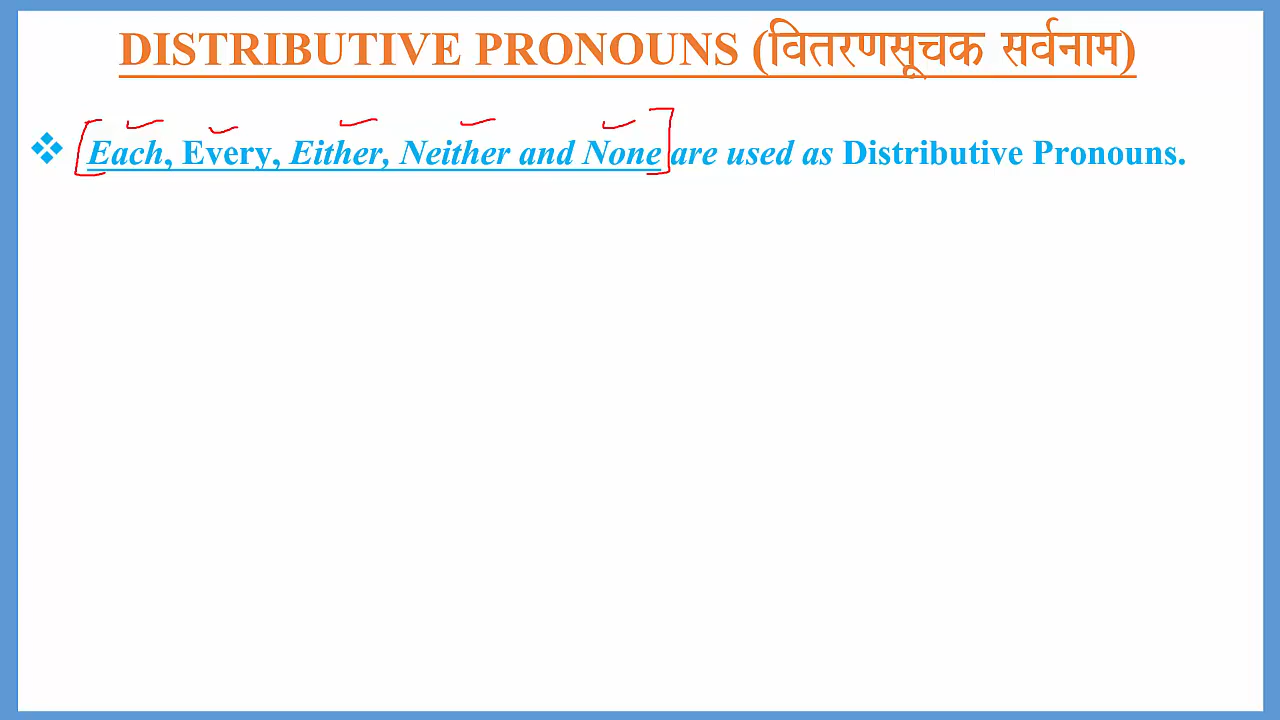 DISTRIBUTIVE PRONOUNS (वितरणसूचक सर्वनाम)
❖ Each, Every, Either, Neither and None are used as Distributive Pronouns.